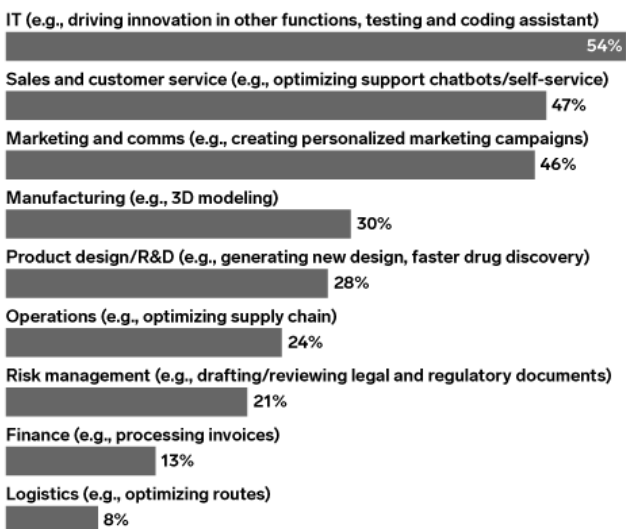 IT (e.g., driving innovation in other functions, testing and coding assistant)
54%
Sales and customer service (e.g., optimizing support chatbots/self-service)
47%
Marketing and comms (e.g., creating personalized marketing campaigns)
46%
Manufacturing (e.g., 3D modeling)
30%
Product design/R&D (e.g., generating new design, faster drug discovery)
28%
Operations (e.g., optimizing supply chain)
24%
Risk management (e.g., drafting/reviewing legal and regulatory documents)
21%
Finance (e.g., processing invoices)
13%
Logistics (e.g., optimizing routes)
8%